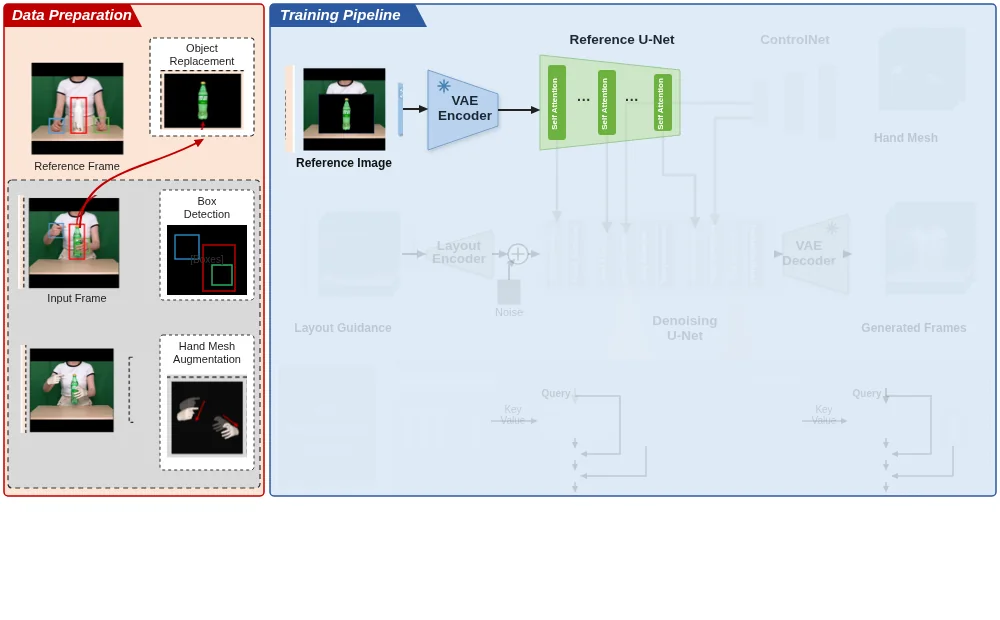 Data Preparation
Object
Replacement
Reference Frame
Box
Detection
[Boxes]
Input Frame
Hand Mesh
Augmentation
Training Pipeline
Reference U-Net
ControlNet
Self Attention
...
Self Attention
...
Self Attention
VAE
Encoder
Reference Image
Hand Mesh
Layout
Encoder
Noise
Layout Guidance
Denoising
U-Net
VAE
Decoder
Generated Frames
Query
Key
Value
Query
Key
Value